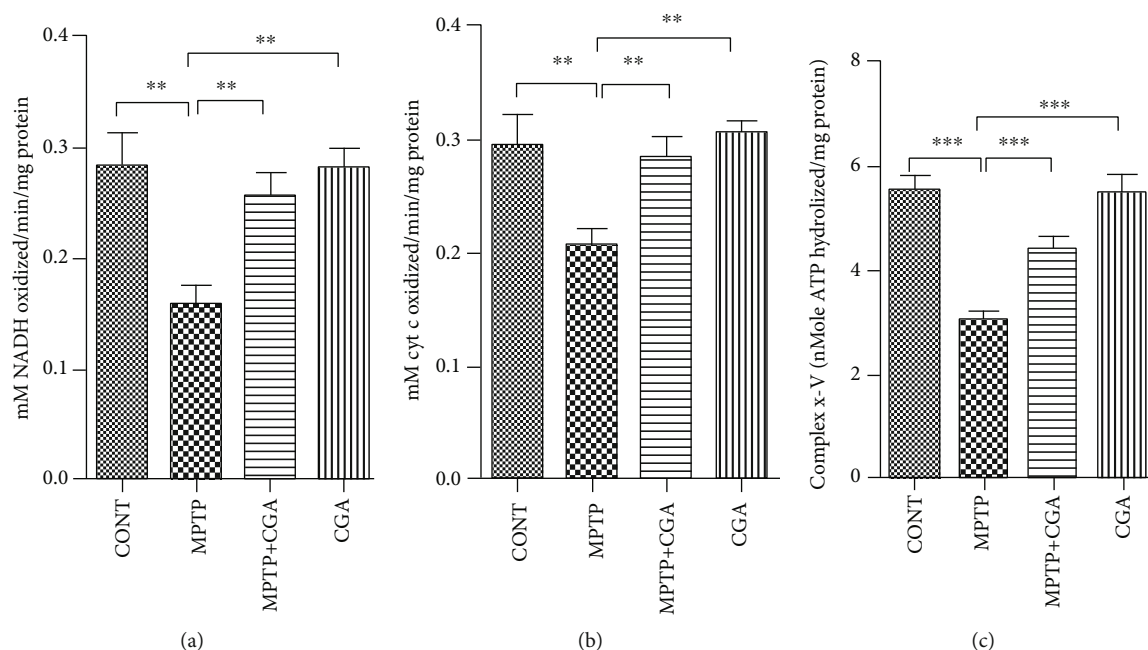 mM NADH oxidized/min/mg protein
0.4
0.3
0.2
0.1
0.0
**
**
**
CONT
MPTP
MPTP+CGA
CGA
(a)
mM cyt c oxidized/min/mg protein
0.4
0.3
0.2
0.1
0.0
**
**
**
CONT
MPTP
MPTP+CGA
CGA
(b)
Complex x-V (nMole ATP hydrolized/mg protein)
8
6
4
2
0
***
***
***
CONT
MPTP
MPTP+CGA
CGA
(c)